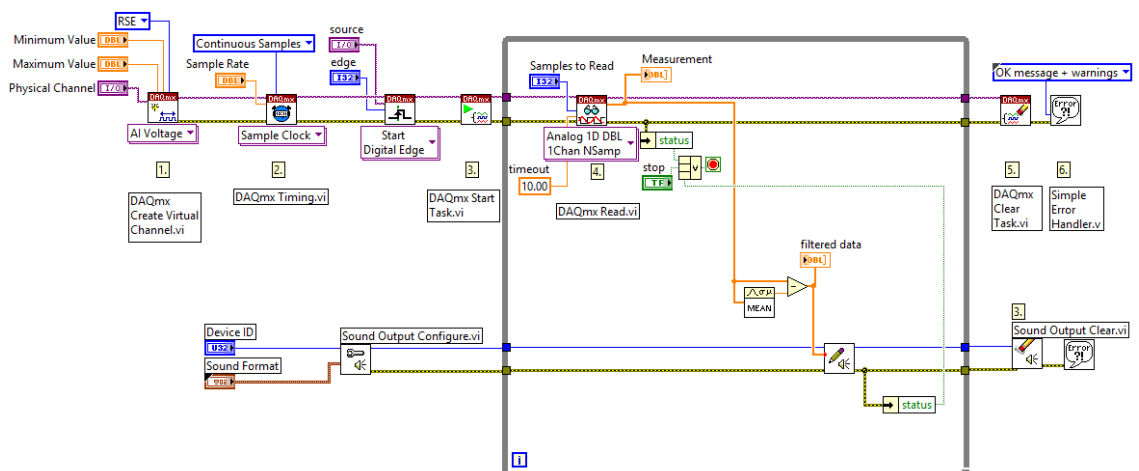 RSE
Minimum Value
DBL
Maximum Value
DBL
Physical Channel
I/O
Continuous Samples
Sample Rate
DBL
source
I/O
edge
I32
DAQmx
AI Voltage
DAQmx
Sample Clock
DAQmx
Start
Digital Edge
DAQmx
1.
DAQmx
Create Virtual
Channel.vi
2.
DAQmx Timing.vi
3.
DAQmx Start
Task.vi
Samples to Read
I32
Measurement
DBL
DAQmx
Analog 1D DBL
1Chan NSamp
timeout
10.00
4.
DAQmx Read.vi
status
stop
TF
V
filtered data
DBL
σμ
MEAN
-
OK message + warnings
DAQmx
Error
?!
5.
DAQmx
Clear
Task.vi
6.
Simple
Error
Handler.v
Device ID
U32
Sound Format
Sound Output Configure.vi
status
3.
Sound Output Clear.vi
Error
?!
i